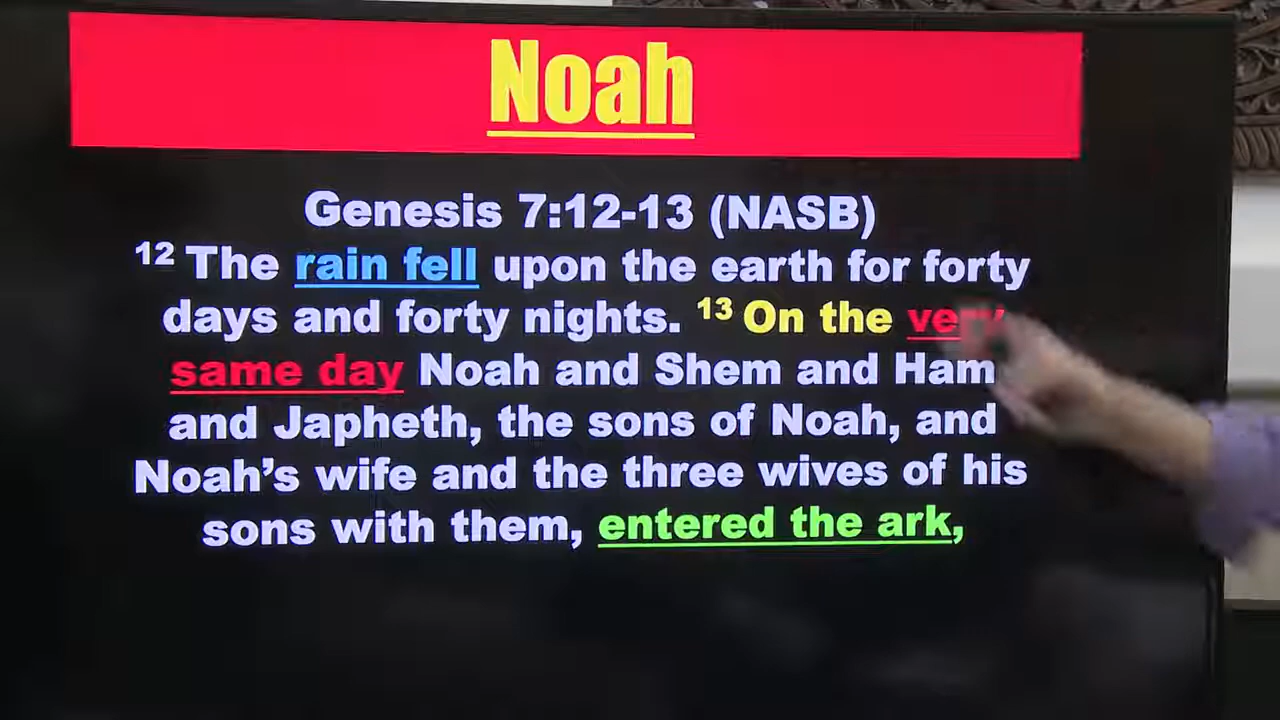 Noah
Genesis 7:12-13 (NASB)
12 The rain fell upon the earth for forty
days and forty nights. 13 On the very
same day Noah and Shem and Ham
and Japheth, the sons of Noah, and
Noah’s wife and the three wives of his
sons with them, entered the ark,